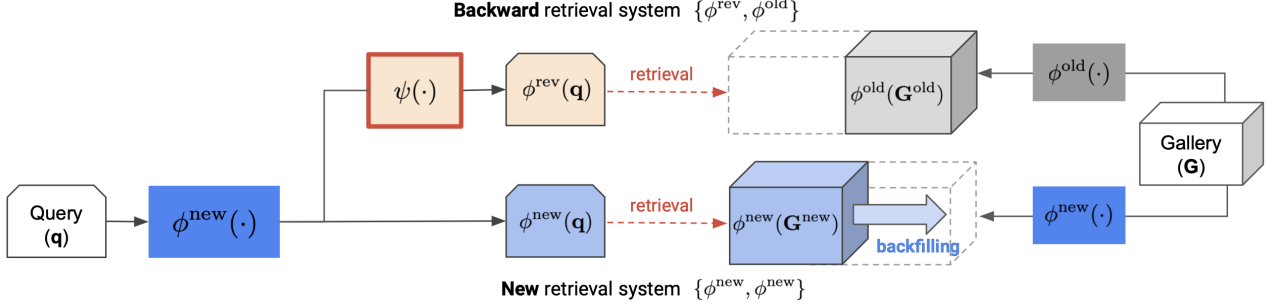 Backward retrieval system {ϕ^rev, ϕ^old}
ψ(·)
ϕ^rev(q)
retrieval
ϕ^old(G^old)
ϕ^old(·)
Gallery
(G)
Query
(q)
ϕ^new(·)
ϕ^new(q)
retrieval
ϕ^new(G^new)
backfilling
ϕ^new(·)
New retrieval system {ϕ^new, ϕ^new}